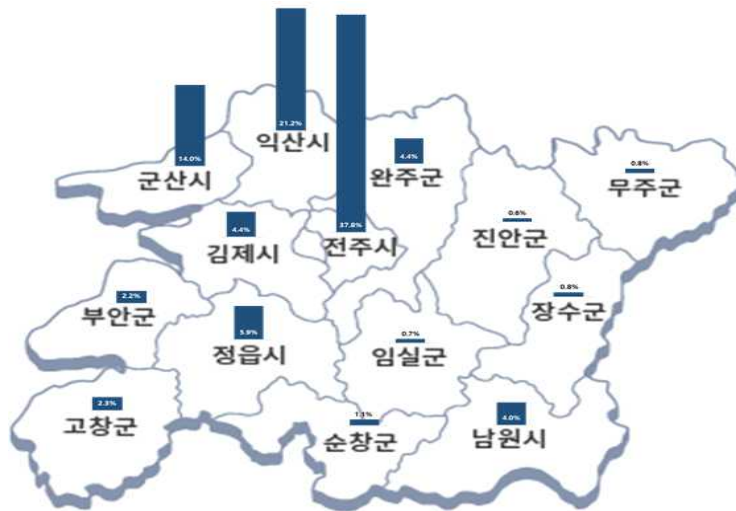 21.2%
익산시
14.0%
군산시
4.4%
완주군
0.8%
무주군
37.8%
전주시
4.4%
김제시
0.6%
진안군
2.2%
부안군
5.9%
정읍시
0.7%
임실군
0.8%
장수군
2.3%
고창군
1.1%
순창군
4.0%
남원시